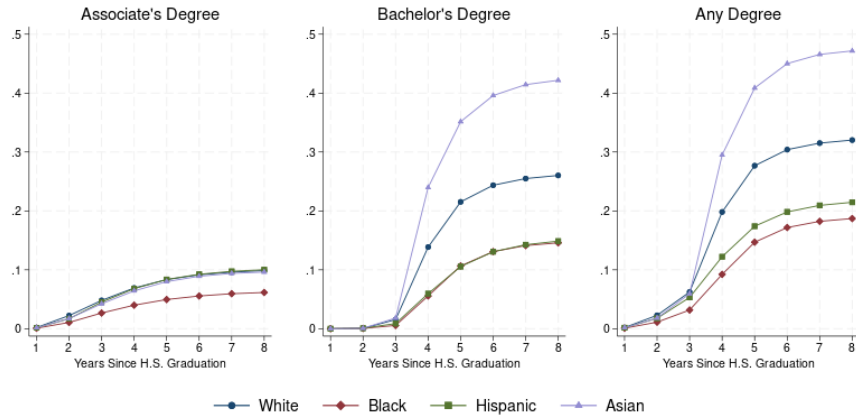 Associate's Degree
Bachelor's Degree
Any Degree
.5
.4
.3
.2
.1
0
1 2 3 4 5 6 7 8
Years Since H.S. Graduation
.5
.4
.3
.2
.1
0
1 2 3 4 5 6 7 8
Years Since H.S. Graduation
.5
.4
.3
.2
.1
0
1 2 3 4 5 6 7 8
Years Since H.S. Graduation
White Black Hispanic Asian